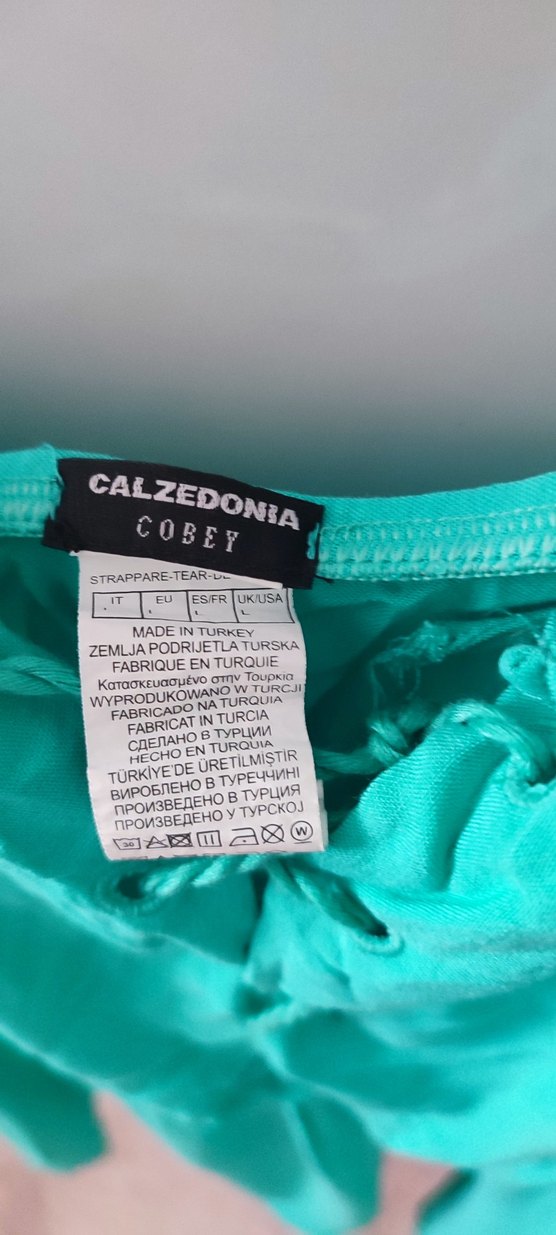 CALZEDONIA
COBEY
STRAPPARE-TEAR-
IT EU ES/FR UK/USA
L L L
MADE IN TURKEY
ZEMLJA PODRIJETLA TURSKA
FABRIQUE EN TURQUIE
Κατασκευασμένο στην Τουρκία
WYPRODUKOWANO W TURCJI
FABRICADO NA TURQUIA
FABRICAT IN TURCIA
СДЕЛАНО В ТУРЦИИ
HECHO EN TURQUIA
TÜRKİYE'DE ÜRETİLMİŞTİR
ВИРОБЛЕНО В ТУРЕЧЧИНІ
ПРОИЗВЕДЕНО В ТУРЦИЯ
ПРОИЗВЕДЕНО У ТУРСКОЈ
30 W